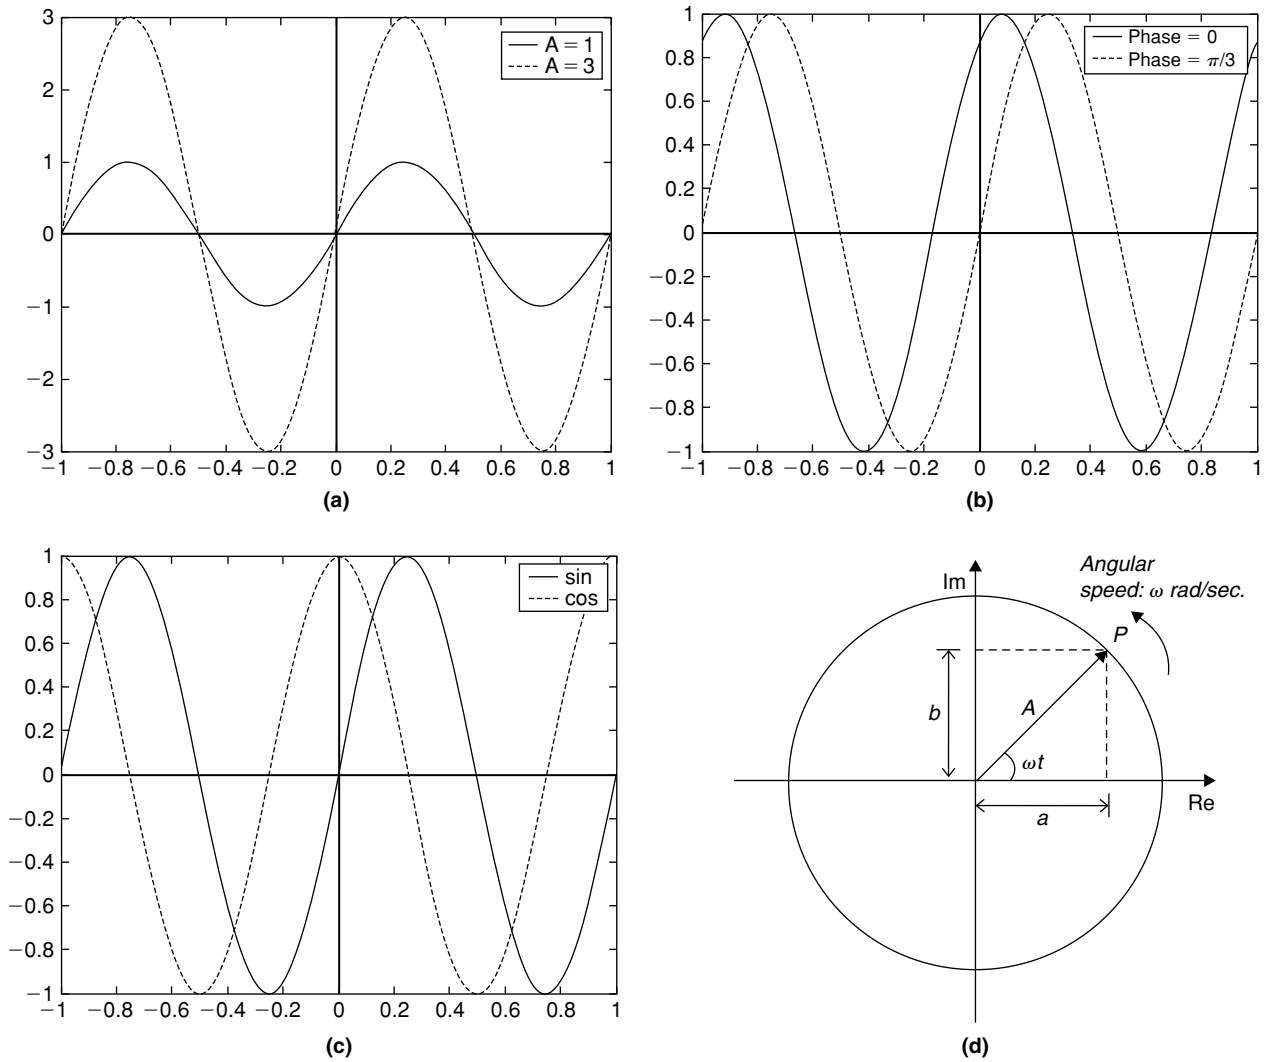 3
2
1
0
−1
−2
−3
−1 −0.8 −0.6 −0.4 −0.2 0 0.2 0.4 0.6 0.8 1
A = 1
A = 3
(a)
1
0.8
0.6
0.4
0.2
0
−0.2
−0.4
−0.6
−0.8
−1
−1 −0.8 −0.6 −0.4 −0.2 0 0.2 0.4 0.6 0.8 1
Phase = 0
Phase = π/3
(b)
1
0.8
0.6
0.4
0.2
0
−0.2
−0.4
−0.6
−0.8
−1
−1 −0.8 −0.6 −0.4 −0.2 0 0.2 0.4 0.6 0.8 1
sin
cos
(c)
Im
Angular
speed: ω rad/sec.
P
A
b
ωt
Re
a
(d)